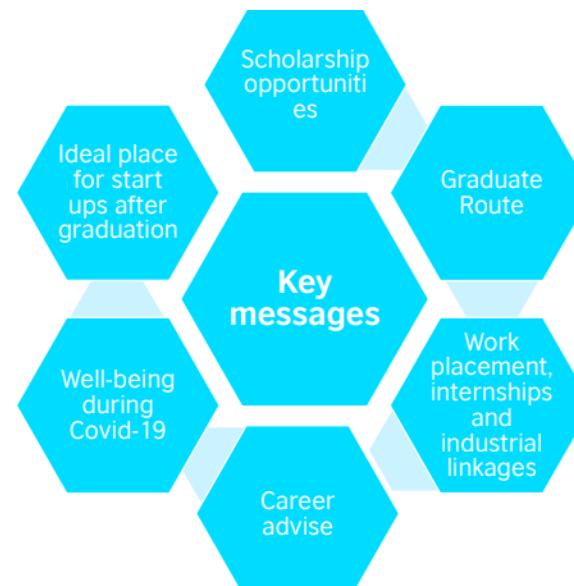 Scholarship
opportuniti
es
Graduate
Route
Work
placement,
internships
and
industrial
linkages
Career
advise
Well-being
during
Covid-19
Ideal place
for start
ups after
graduation
Key
messages